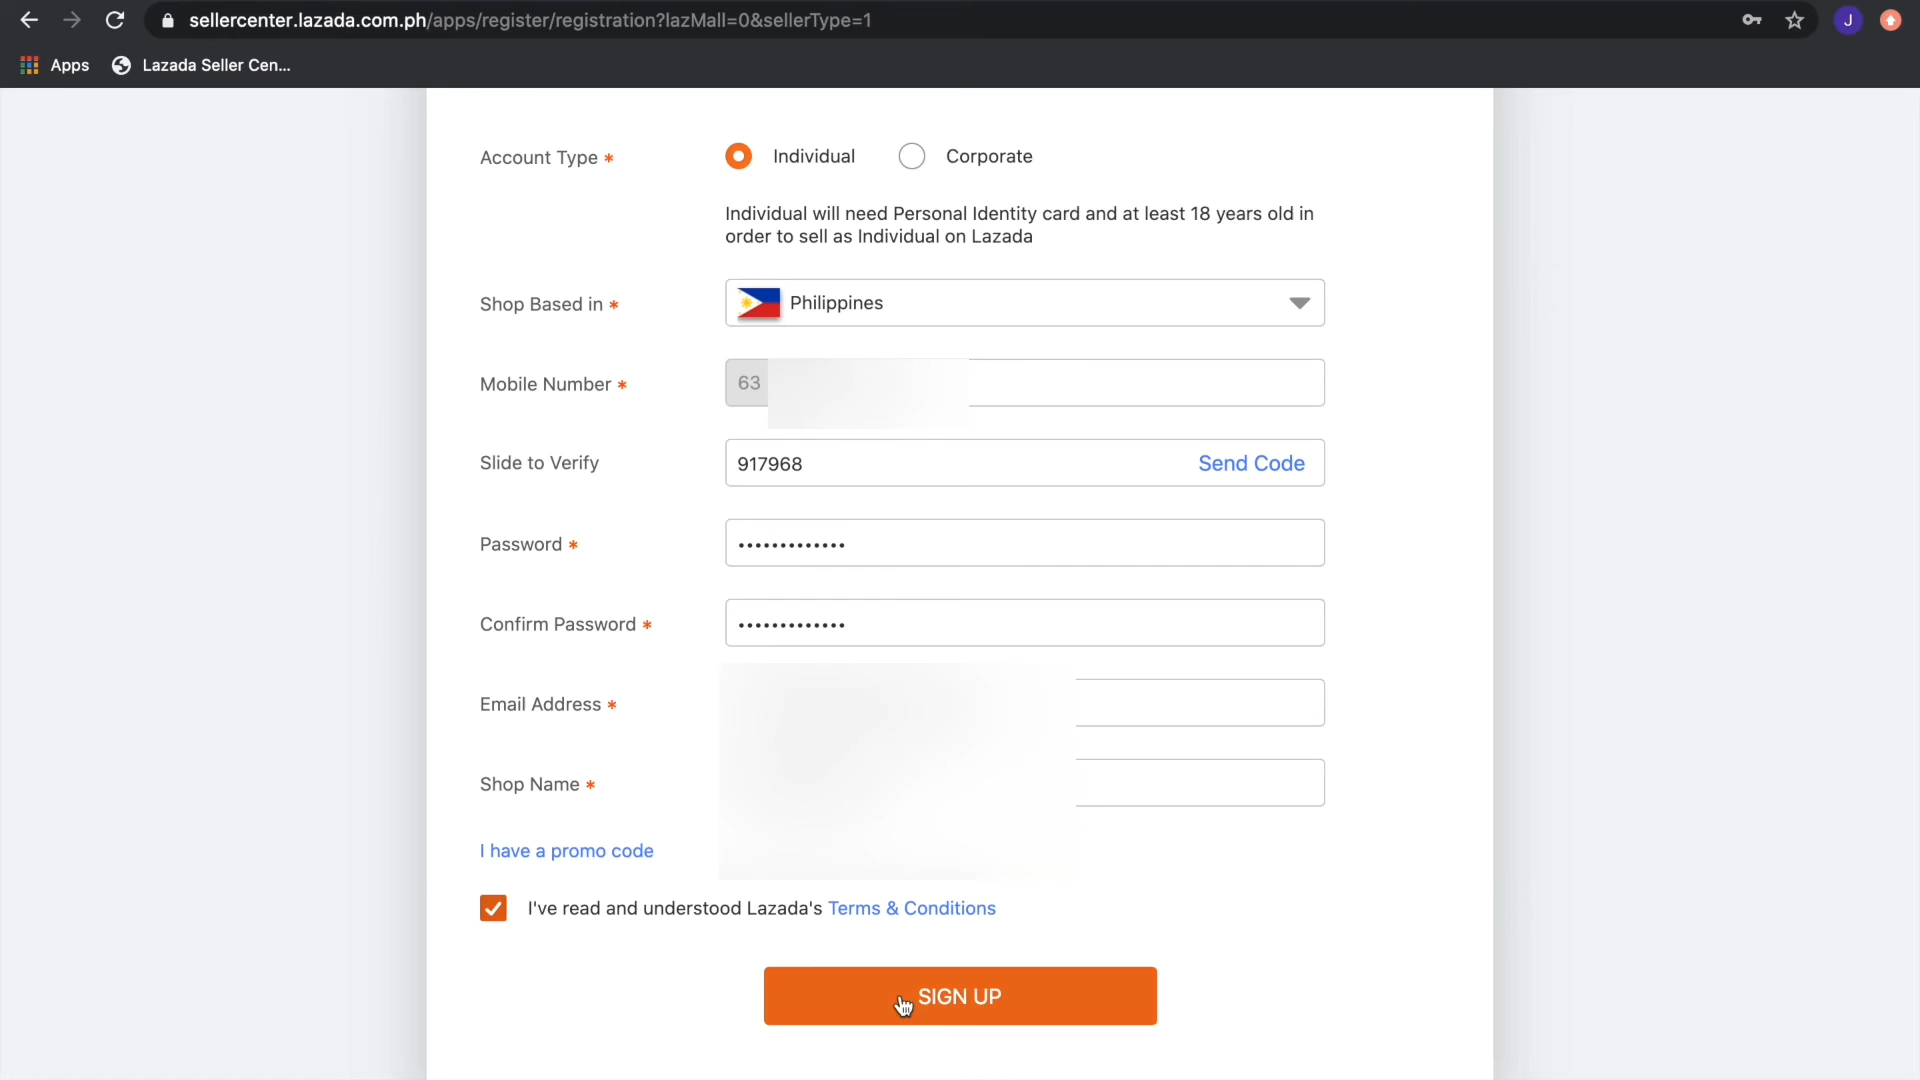 sellercenter.lazada.com.ph/apps/register/registration?lazMall=0&sellerType=1
J
Apps
Lazada Seller Cen...
Account Type *
Individual
Corporate
Individual will need Personal Identity card and at least 18 years old in
order to sell as Individual on Lazada
Shop Based in *
Philippines
Mobile Number *
63
Slide to Verify
917968
Send Code
Password *
•••••••••••••
Confirm Password *
•••••••••••••
Email Address *
Shop Name *
I have a promo code
I've read and understood Lazada's Terms & Conditions
SIGN UP